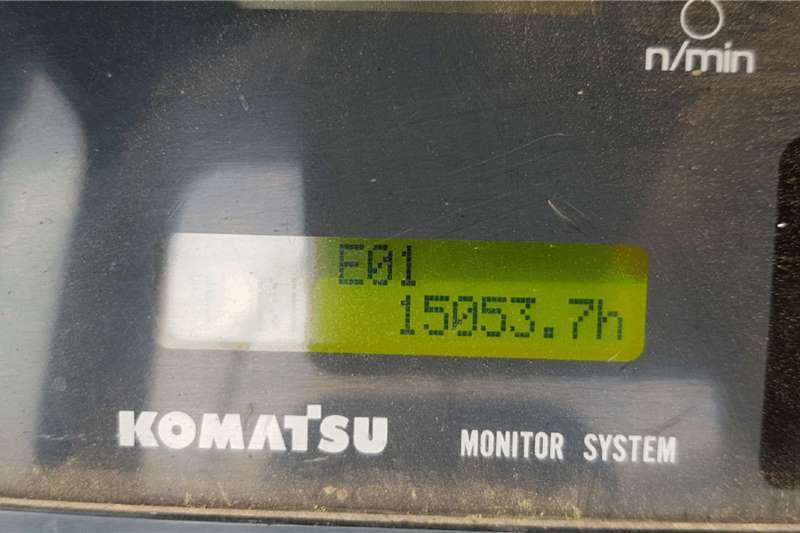 n/min
E01
15053.7h
KOMATSU MONITOR SYSTEM